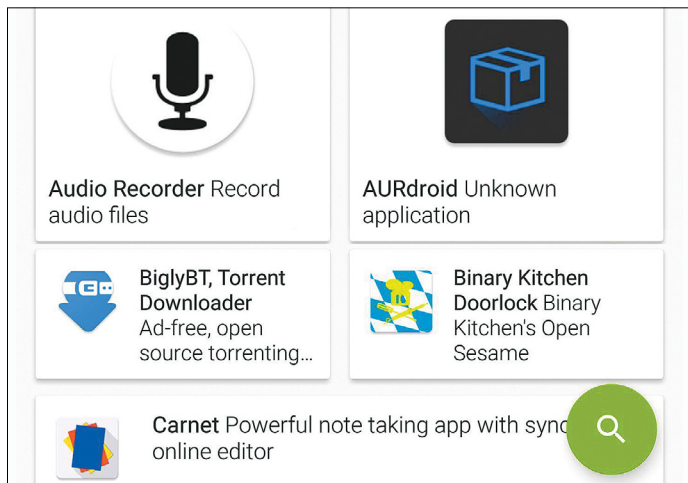 Audio Recorder Record
audio files
AURdroid Unknown
application
BiglyBT, Torrent
Downloader
Ad-free, open
source torrenting...
Binary Kitchen
Doorlock Binary
Kitchen's Open
Sesame
Carnet Powerful note taking app with sync
online editor